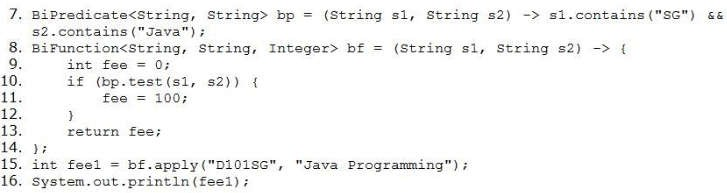 7. BiPredicate<String, String> bp = (String s1, String s2) -> s1.contains("SG") &&
s2.contains("Java");
8. BiFunction<String, String, Integer> bf = (String s1, String s2) -> {
9. int fee = 0;
10. if (bp.test(s1, s2)) {
11. fee = 100;
12. }
13. return fee;
14. };
15. int fee1 = bf.apply("D101SG", "Java Programming");
16. System.out.println(fee1);